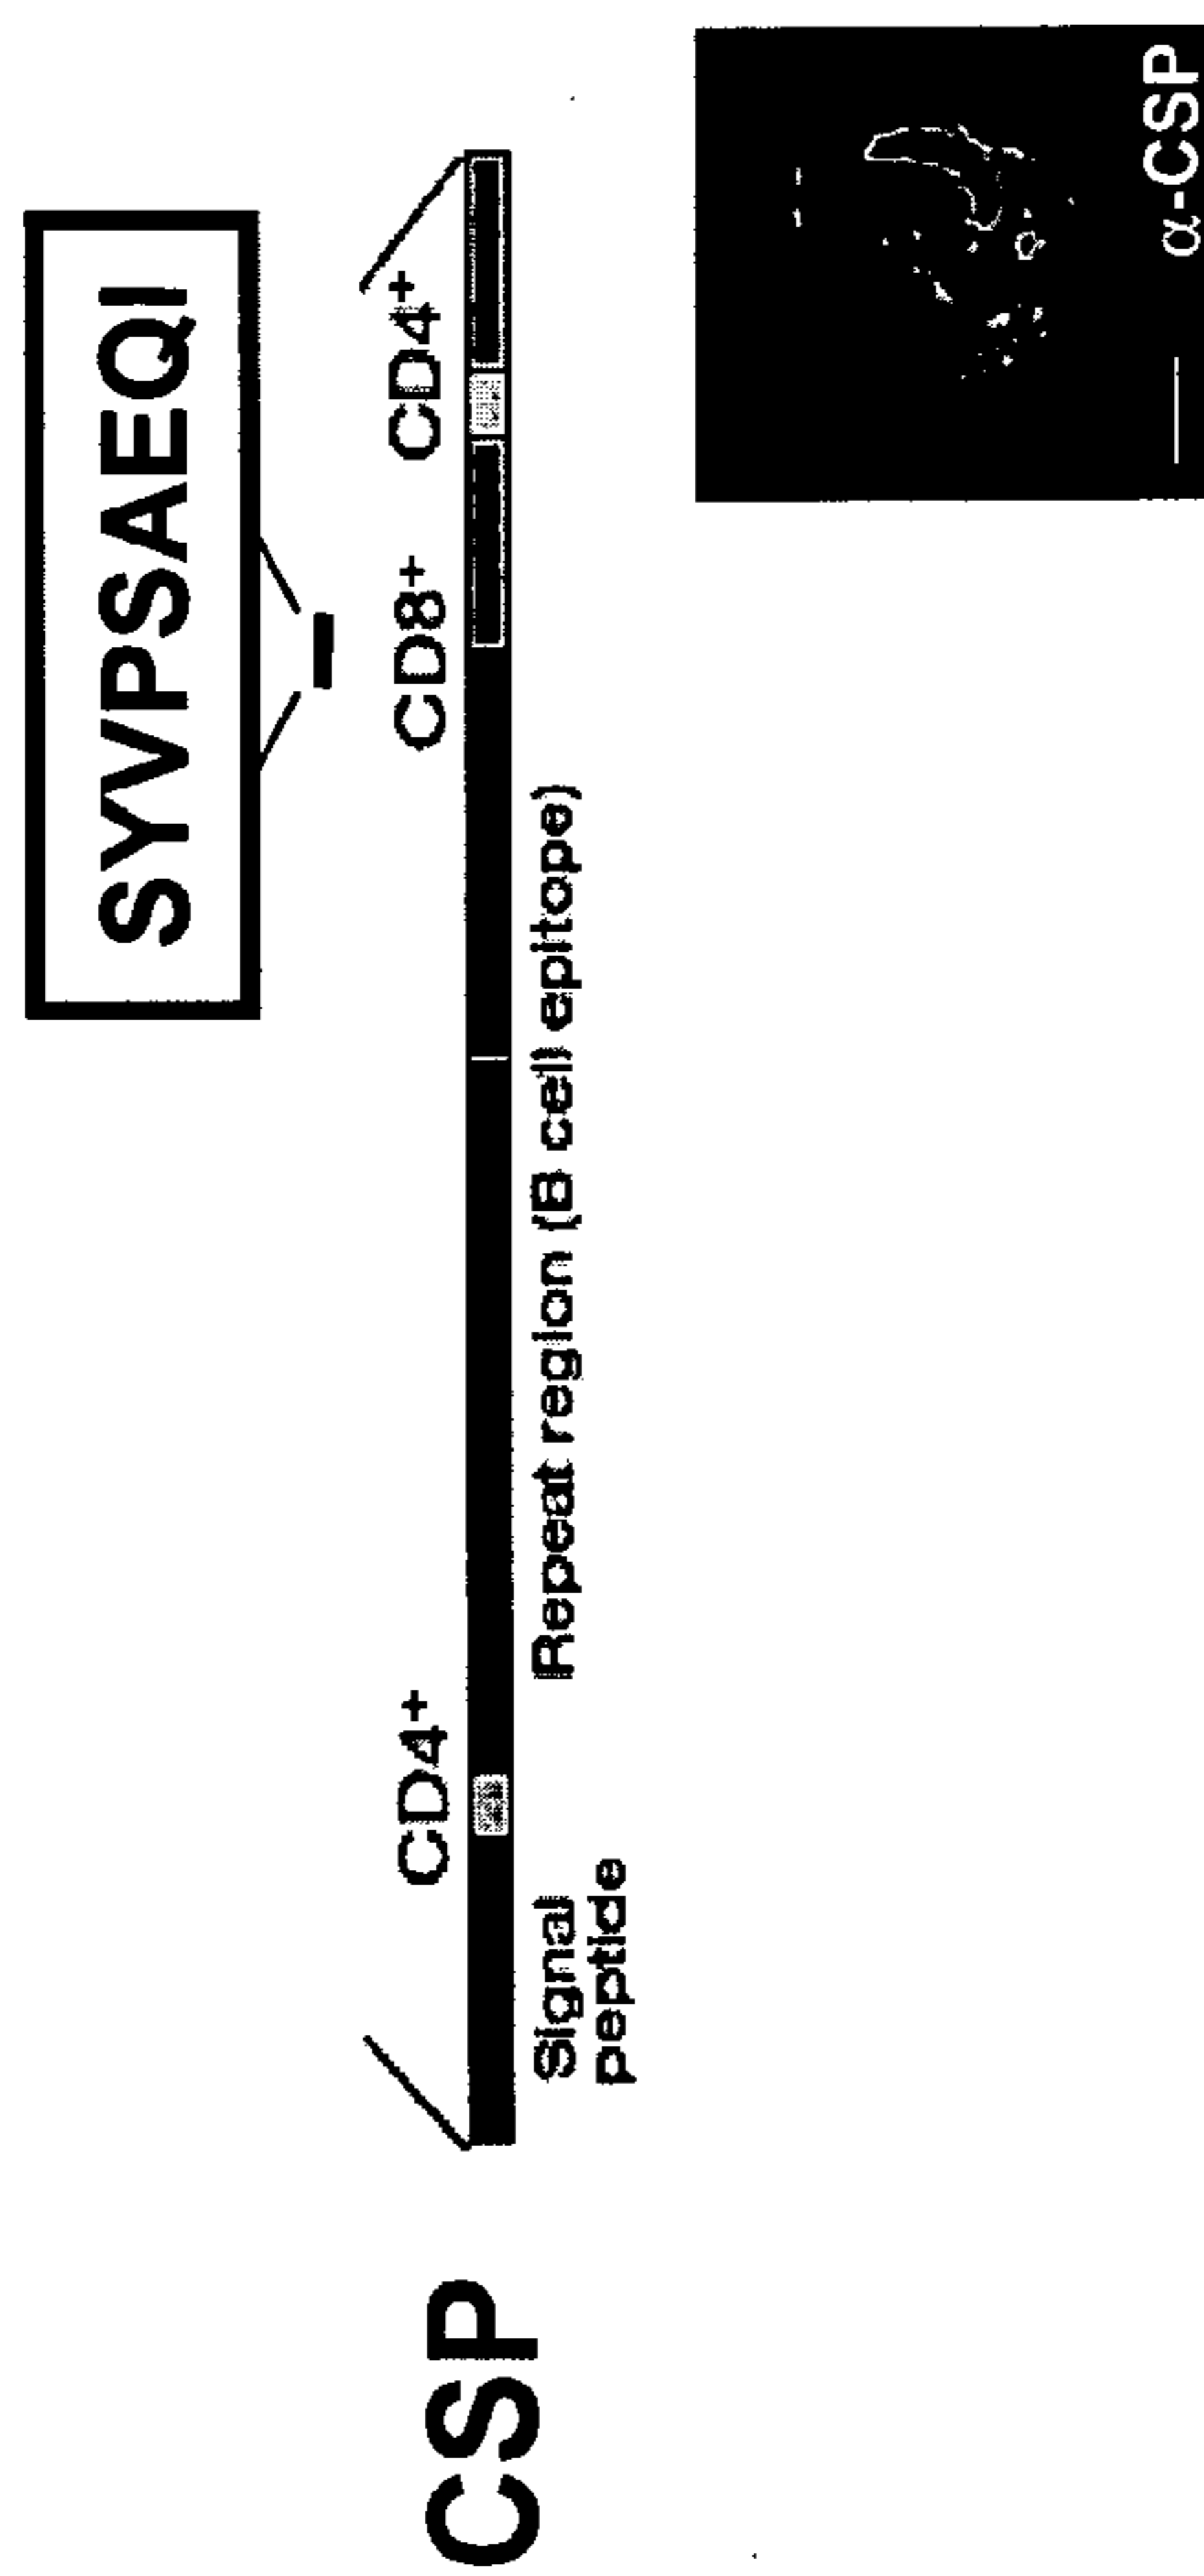 SYVPSAEQI
CSP
CD4+
CD8+
CD4+
Signal
peptide
Repeat region (B cell epitope)
α-CSP